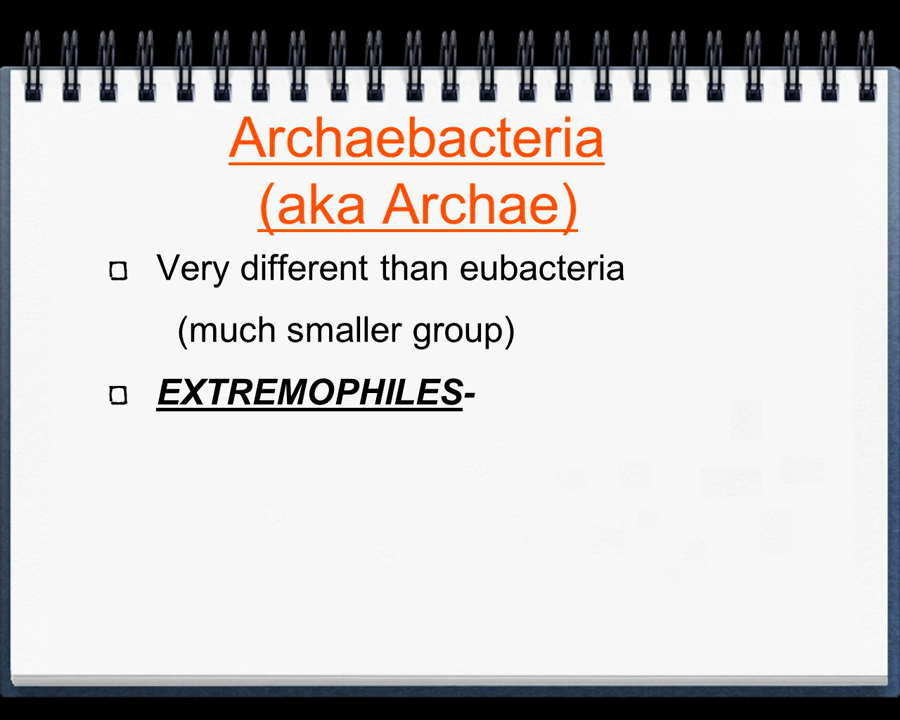 Archaebacteria
(aka Archae)
Very different than eubacteria
(much smaller group)
EXTREMOPHILES-